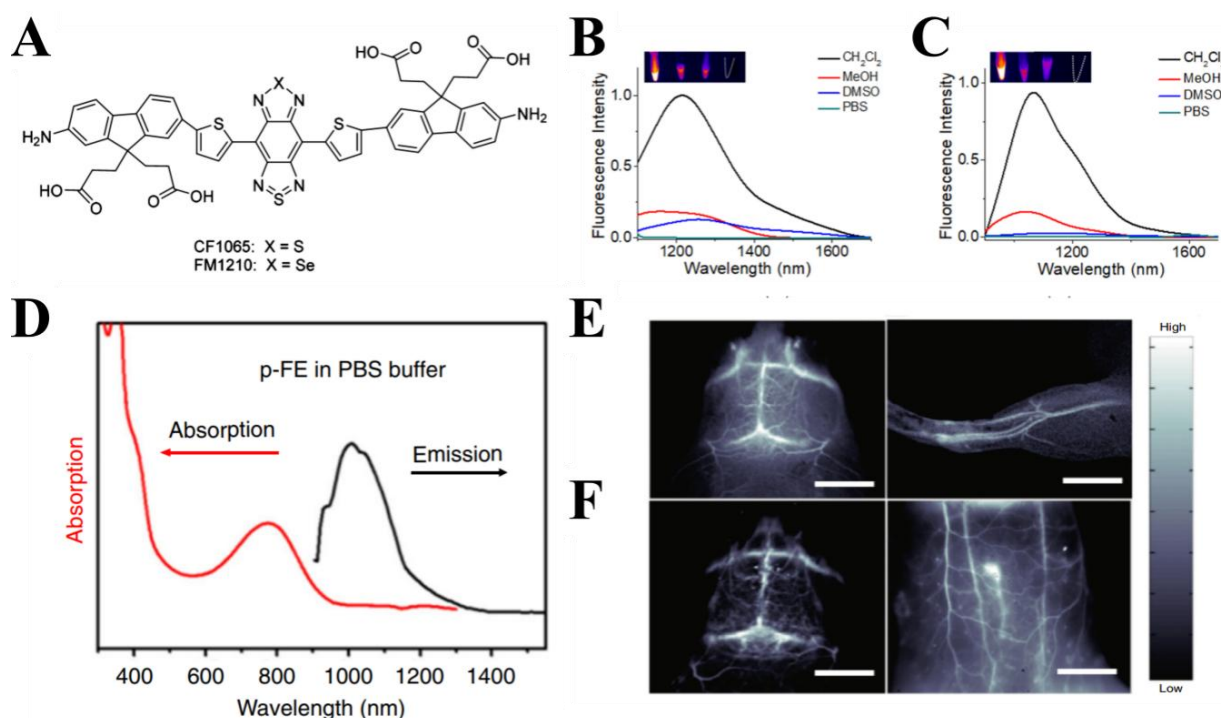 A
B
C
HO
O
O
OH
X
N
N
S
S
H₂N
NH₂
N
N
S
O
OH
HO
O
CF1065: X = S
FM1210: X = Se
Fluorescence Intensity
1.0
0.5
0.0
1200 1400 1600
Wavelength (nm)
CH₂Cl₂
MeOH
DMSO
PBS
Fluorescence Intensity
1.0
0.5
0.0
1200 1600
Wavelength (nm)
CH₂Cl₂
MeOH
DMSO
PBS
D
p-FE in PBS buffer
Absorption
Emission
Absorption
400 600 800 1000 1200 1400
Wavelength (nm)
E
F
High
Low